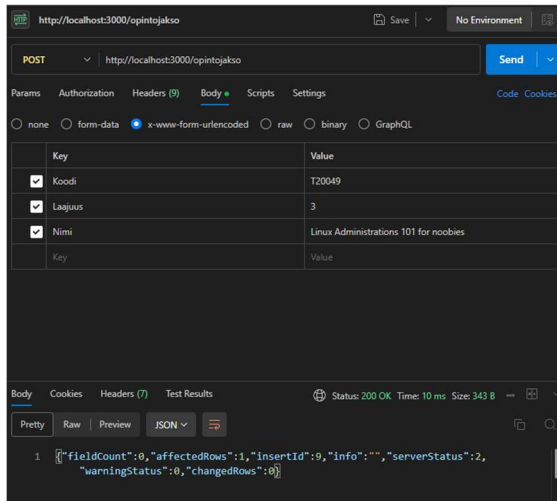 HTTP http://localhost:3000/opintojakso Save No Environment
POST http://localhost:3000/opintojakso Send
Params Authorization Headers (9) Body Scripts Settings Code Cookies
none form-data x-www-form-urlencoded raw binary GraphQL
Key Value
Koodi T20049
Laajuus 3
Nimi Linux Administrations 101 for noobies
Key Value
Body Cookies Headers (7) Test Results Status: 200 OK Time: 10 ms Size: 343 B
Pretty Raw Preview JSON
1 {"fieldCount":0,"affectedRows":1,"insertId":9,"info":"","serverStatus":2,
"warningStatus":0,"changedRows":0}